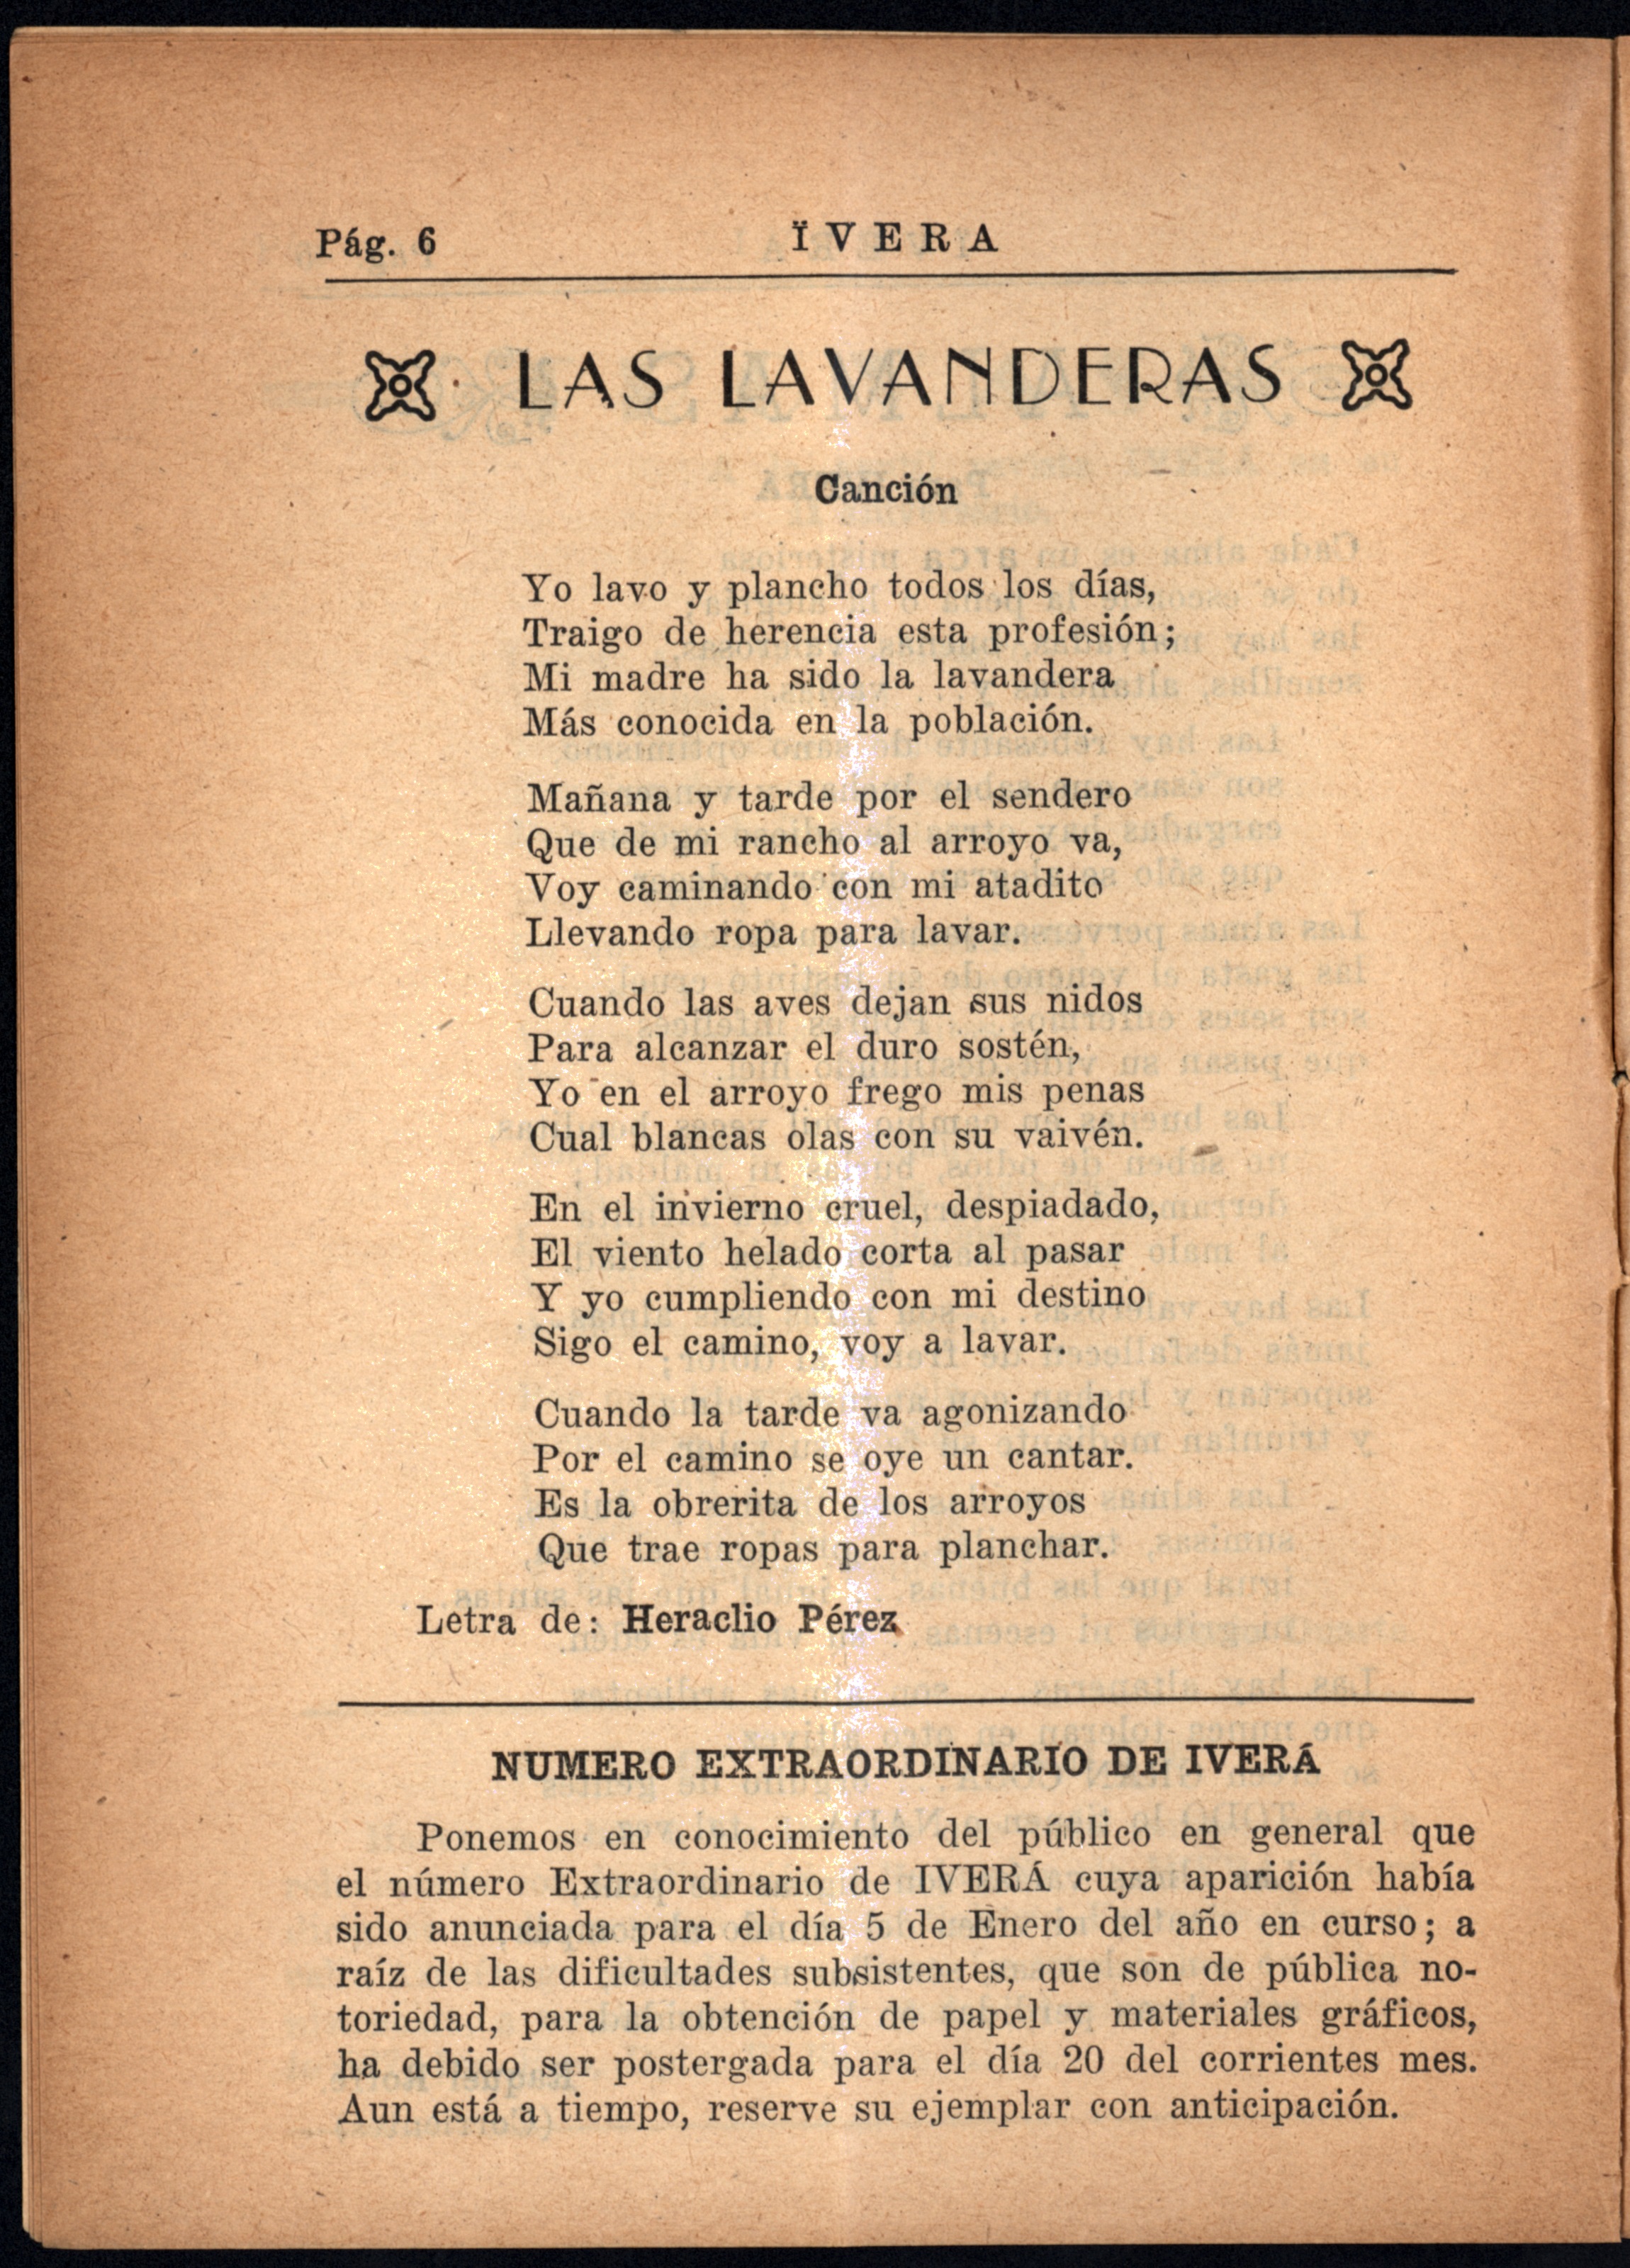 Pág. 6
ÏVERA
LAS LAVANDERAS
Canción
Yo lavo y plancho todos los días,
Traigo de herencia esta profesión;
Mi madre ha sido la lavandera
Más conocida en la población.
Mañana y tarde por el sendero
Que de mi rancho al arroyo va,
Voy caminando con mi atadito
Llevando ropa para lavar.
Cuando las aves dejan sus nidos
Para alcanzar el duro sostén,
Yo en el arroyo frego mis penas
Cual blancas olas con su vaivén.
En el invierno cruel, despiadado,
El viento helado corta al pasar
Y yo cumpliendo con mi destino
Sigo el camino, voy a lavar.
Cuando la tarde va agonizando
Por el camino se oye un cantar.
Es la obrerita de los arroyos
Que trae ropas para planchar.
Letra de: Heraclio Pérez
NUMERO EXTRAORDINARIO DE IVERÁ
Ponemos en conocimiento del público en general que
el número Extraordinario de IVERÁ cuya aparición había
sido anunciada para el día 5 de Enero del año en curso; a
raíz de las dificultades subsistentes, que son de pública no-
toriedad, para la obtención de papel y materiales gráficos,
ha debido ser postergada para el día 20 del corrientes mes.
Aun está a tiempo, reserve su ejemplar con anticipación.